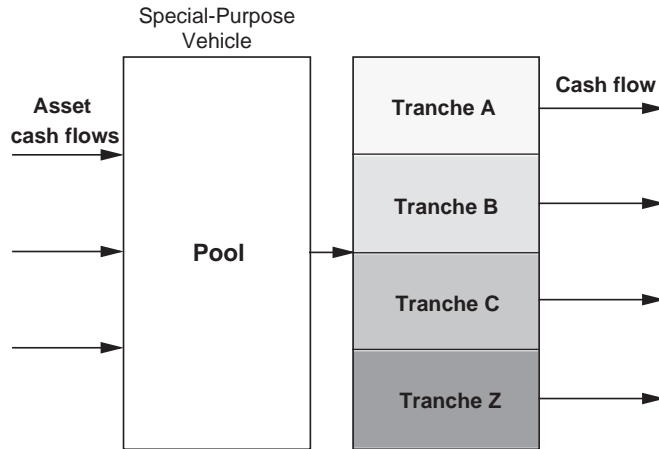 Special-Purpose
Vehicle
Asset
cash flows
Pool
Tranche A
Tranche B
Tranche C
Tranche Z
Cash flow